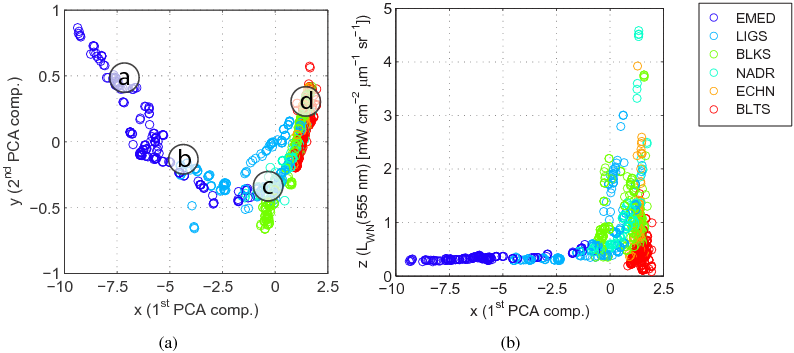 1
0.5
0
−0.5
−1
−10
−7.5
−5
−2.5
0
2.5
y (2nd PCA comp.)
x (1st PCA comp.)
a
b
c
d
(a)
5
4
3
2
1
0
−10
−7.5
−5
−2.5
0
2.5
z (LWN(555 nm) [mW cm−2 μm−1 sr−1]
x (1st PCA comp.)
(b)
EMED
LIGS
BLKS
NADR
ECHN
BLTS